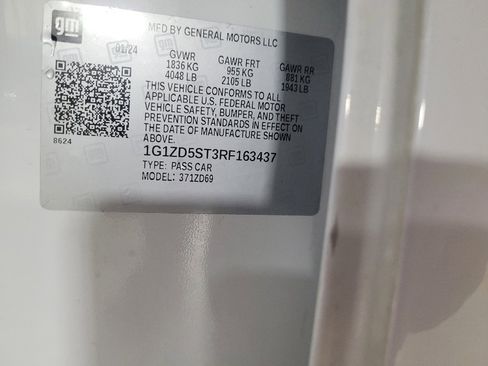 gm
MFD BY GENERAL MOTORS LLC
01/24
GVWR GAWR FRT GAWR RR
1836 KG 955 KG 881 KG
4048 LB 2105 LB 1943 LB
THIS VEHICLE CONFORMS TO ALL
APPLICABLE U.S. FEDERAL MOTOR
VEHICLE SAFETY, BUMPER, AND THEFT
PREVENTION STANDARDS IN EFFECT ON
THE DATE OF MANUFACTURE SHOWN
ABOVE.
8624
1G1ZD5ST3RF163437
TYPE: PASS CAR
MODEL: 371ZD69